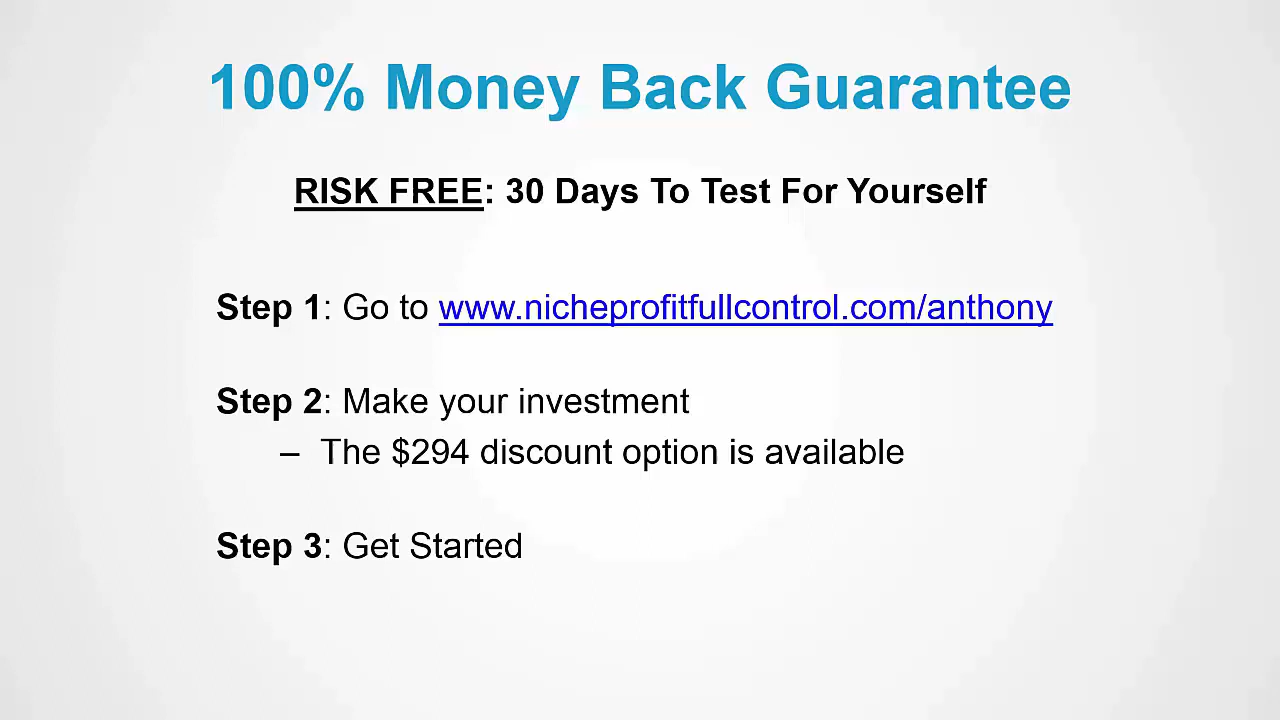 100% Money Back Guarantee
RISK FREE: 30 Days To Test For Yourself
Step 1: Go to www.nicheprofitfullcontrol.com/anthony
Step 2: Make your investment
– The $294 discount option is available
Step 3: Get Started